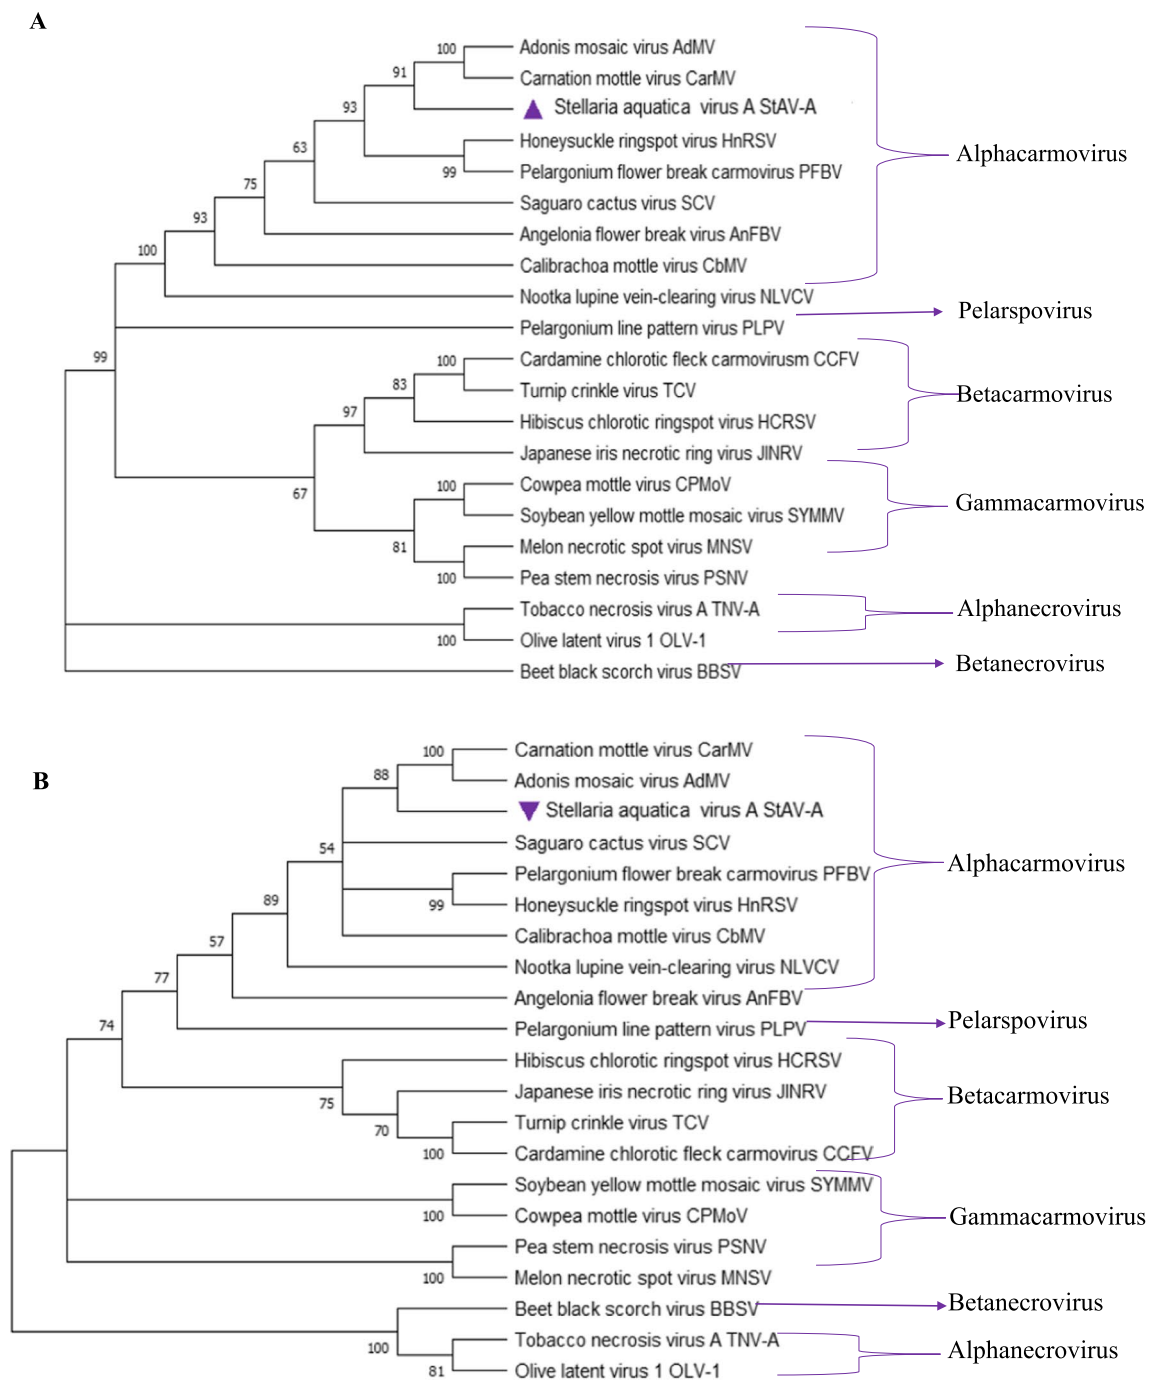 A
100
Adonis mosaic virus AdMV
91
Carnation mottle virus CarMV
93
Stellaria aquatica virus A StAV-A
63
Honeysuckle ringspot virus HnRSV
Alphacarmovirus
99
Pelargonium flower break carmovirus PFBV
75
Saguaro cactus virus SCV
93
Angelonia flower break virus AnFBV
100
Calibrachoa mottle virus CbMV
Nootka lupine vein-clearing virus NLVCV
Pelarspovirus
Pelargonium line pattern virus PLPV
99
100
Cardamine chlorotic fleck carmovirusm CCFV
83
Turnip crinkle virus TCV
Betacarmovirus
97
Hibiscus chlorotic ringspot virus HCRSV
Japanese iris necrotic ring virus JINRV
67
100
Cowpea mottle virus CPMoV
Gammacarmovirus
Soybean yellow mottle mosaic virus SYMMV
81
Melon necrotic spot virus MNSV
100
Pea stem necrosis virus PSNV
Tobacco necrosis virus A TNV-A
Alphanecrovirus
100
Olive latent virus 1 OLV-1
Beet black scorch virus BBSV
Betanecrovirus
B
100
Carnation mottle virus CarMV
88
Adonis mosaic virus AdMV
Stellaria aquatica virus A StAV-A
54
Saguaro cactus virus SCV
Alphacarmovirus
Pelargonium flower break carmovirus PFBV
89
99
Honeysuckle ringspot virus HnRSV
57
Calibrachoa mottle virus CbMV
77
Nootka lupine vein-clearing virus NLVCV
Angelonia flower break virus AnFBV
74
Pelargonium line pattern virus PLPV
Pelarspovirus
Hibiscus chlorotic ringspot virus HCRSV
75
Japanese iris necrotic ring virus JINRV
Betacarmovirus
70
Turnip crinkle virus TCV
100
Cardamine chlorotic fleck carmovirus CCFV
Soybean yellow mottle mosaic virus SYMMV
100
Cowpea mottle virus CPMoV
Gammacarmovirus
Pea stem necrosis virus PSNV
100
Melon necrotic spot virus MNSV
Beet black scorch virus BBSV
Betanecrovirus
100
Tobacco necrosis virus A TNV-A
Alphanecrovirus
81
Olive latent virus 1 OLV-1